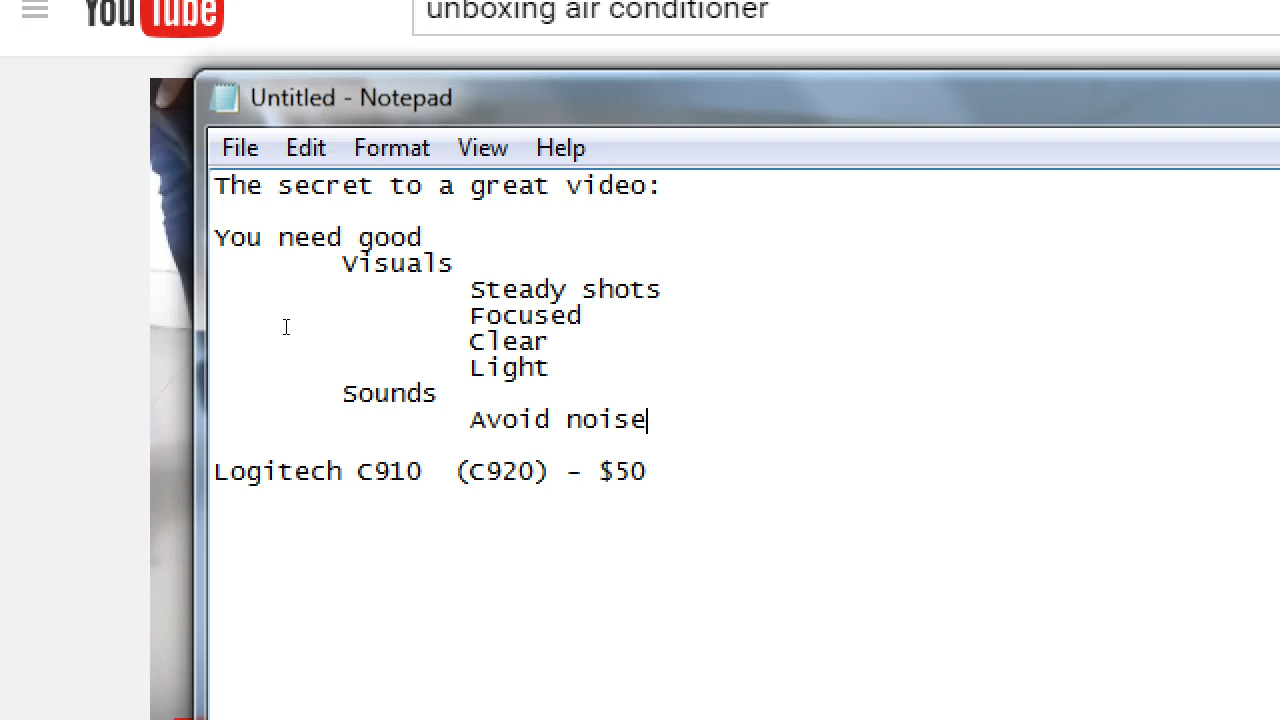 YouTube
unboxing air conditioner
Untitled - Notepad
File Edit Format View Help
The secret to a great video:
You need good
Visuals
Steady shots
Focused
Clear
Light
Sounds
Avoid noise
Logitech C910 (C920) - $50